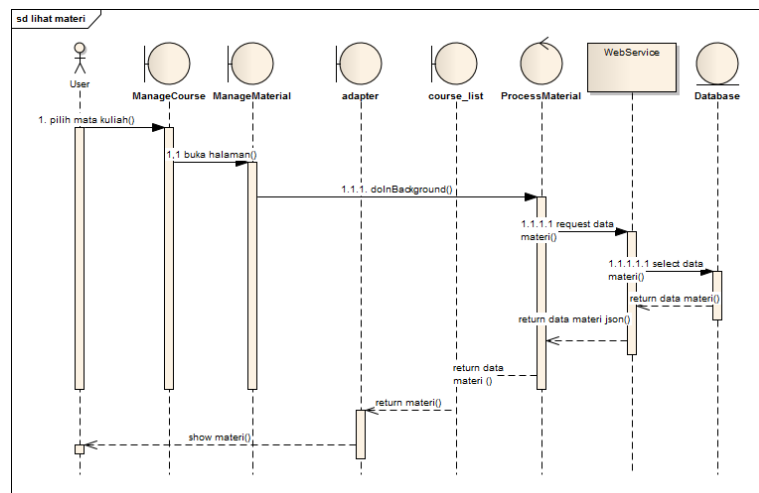 sd lihat materi
WebService
User
ManageCourse
ManageMaterial
adapter
course_list
ProcessMaterial
Database
1. pilih mata kuliah()
1.1 buka halaman()
1.1.1. doInBackground()
1.1.1.1 request data
materi()
1.1.1.1.1 select data
materi()
return data materi()
return data materi json()
return data
materi ()
return materi()
show materi()